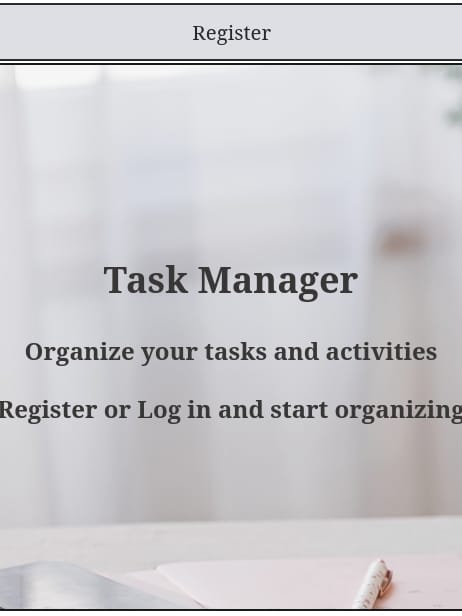 Register
Task Manager
Organize your tasks and activities
Register or Log in and start organizing